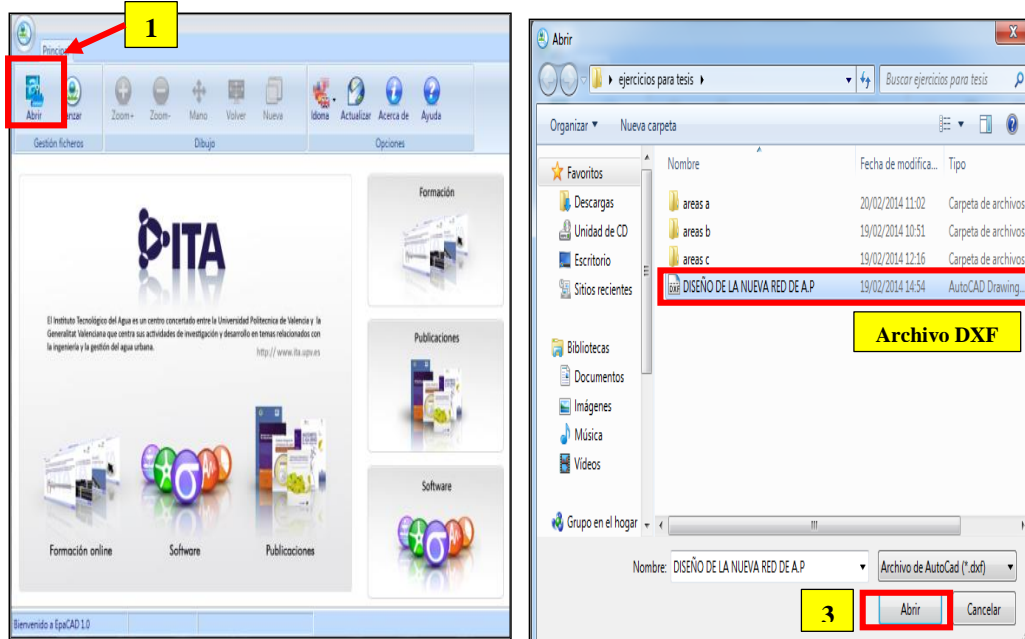 1
Principal
Abrir
Zoom+ Zoom- Mano Volver Nueva
Idoma Actualizar Acerca de Ayuda
Gestión ficheros Dibujo Opciones
ITA
El Instituto Tecnológico del Agua es un centro concertado entre la Universidad Politecnica de Valencia y la
Generalitat Valenciana que centra sus actividades de investigación y desarrollo en temas relacionados con
la ingeniería y la gestión del agua urbana.
http://www.ita.upv.es
Formación online Software Publicaciones
Formación
Publicaciones
Software
Bienvenido a EpaCAD 1.0
Abrir
X
ejercicios para tesis
Buscar ejercicios para tesis
Organizar Nueva carpeta
Favoritos
Descargas
Unidad de CD
Escritorio
Sitios recientes
Bibliotecas
Documentos
Imágenes
Música
Vídeos
Grupo en el hogar
Nombre Fecha de modifica... Tipo
areas a 20/02/2014 11:02 Carpeta de archivos
areas b 19/02/2014 10:51 Carpeta de archivos
areas c 19/02/2014 12:16 Carpeta de archivos
DXF DISEÑO DE LA NUEVA RED DE A.P 19/02/2014 14:54 AutoCAD Drawing...
Archivo DXF
Nombre: DISEÑO DE LA NUEVA RED DE A.P Archivo de AutoCad (*.dxf)
3
Abrir Cancelar